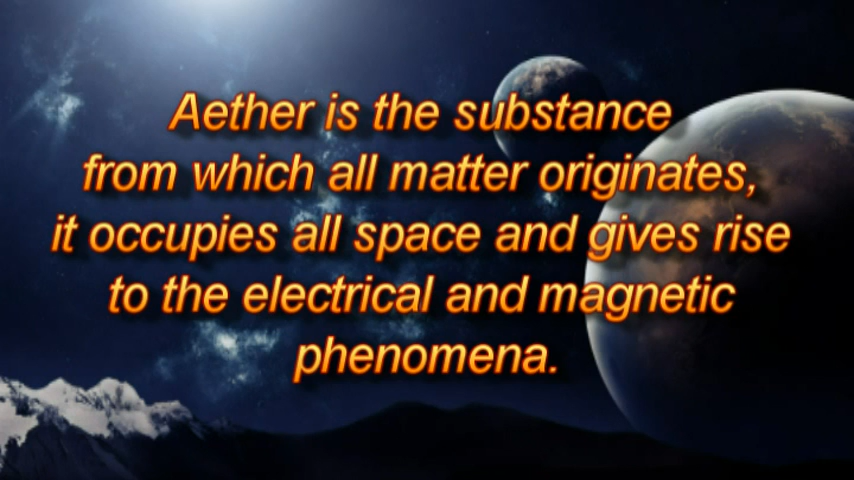 Aether is the substance
from which all matter originates,
it occupies all space and gives rise
to the electrical and magnetic
phenomena.